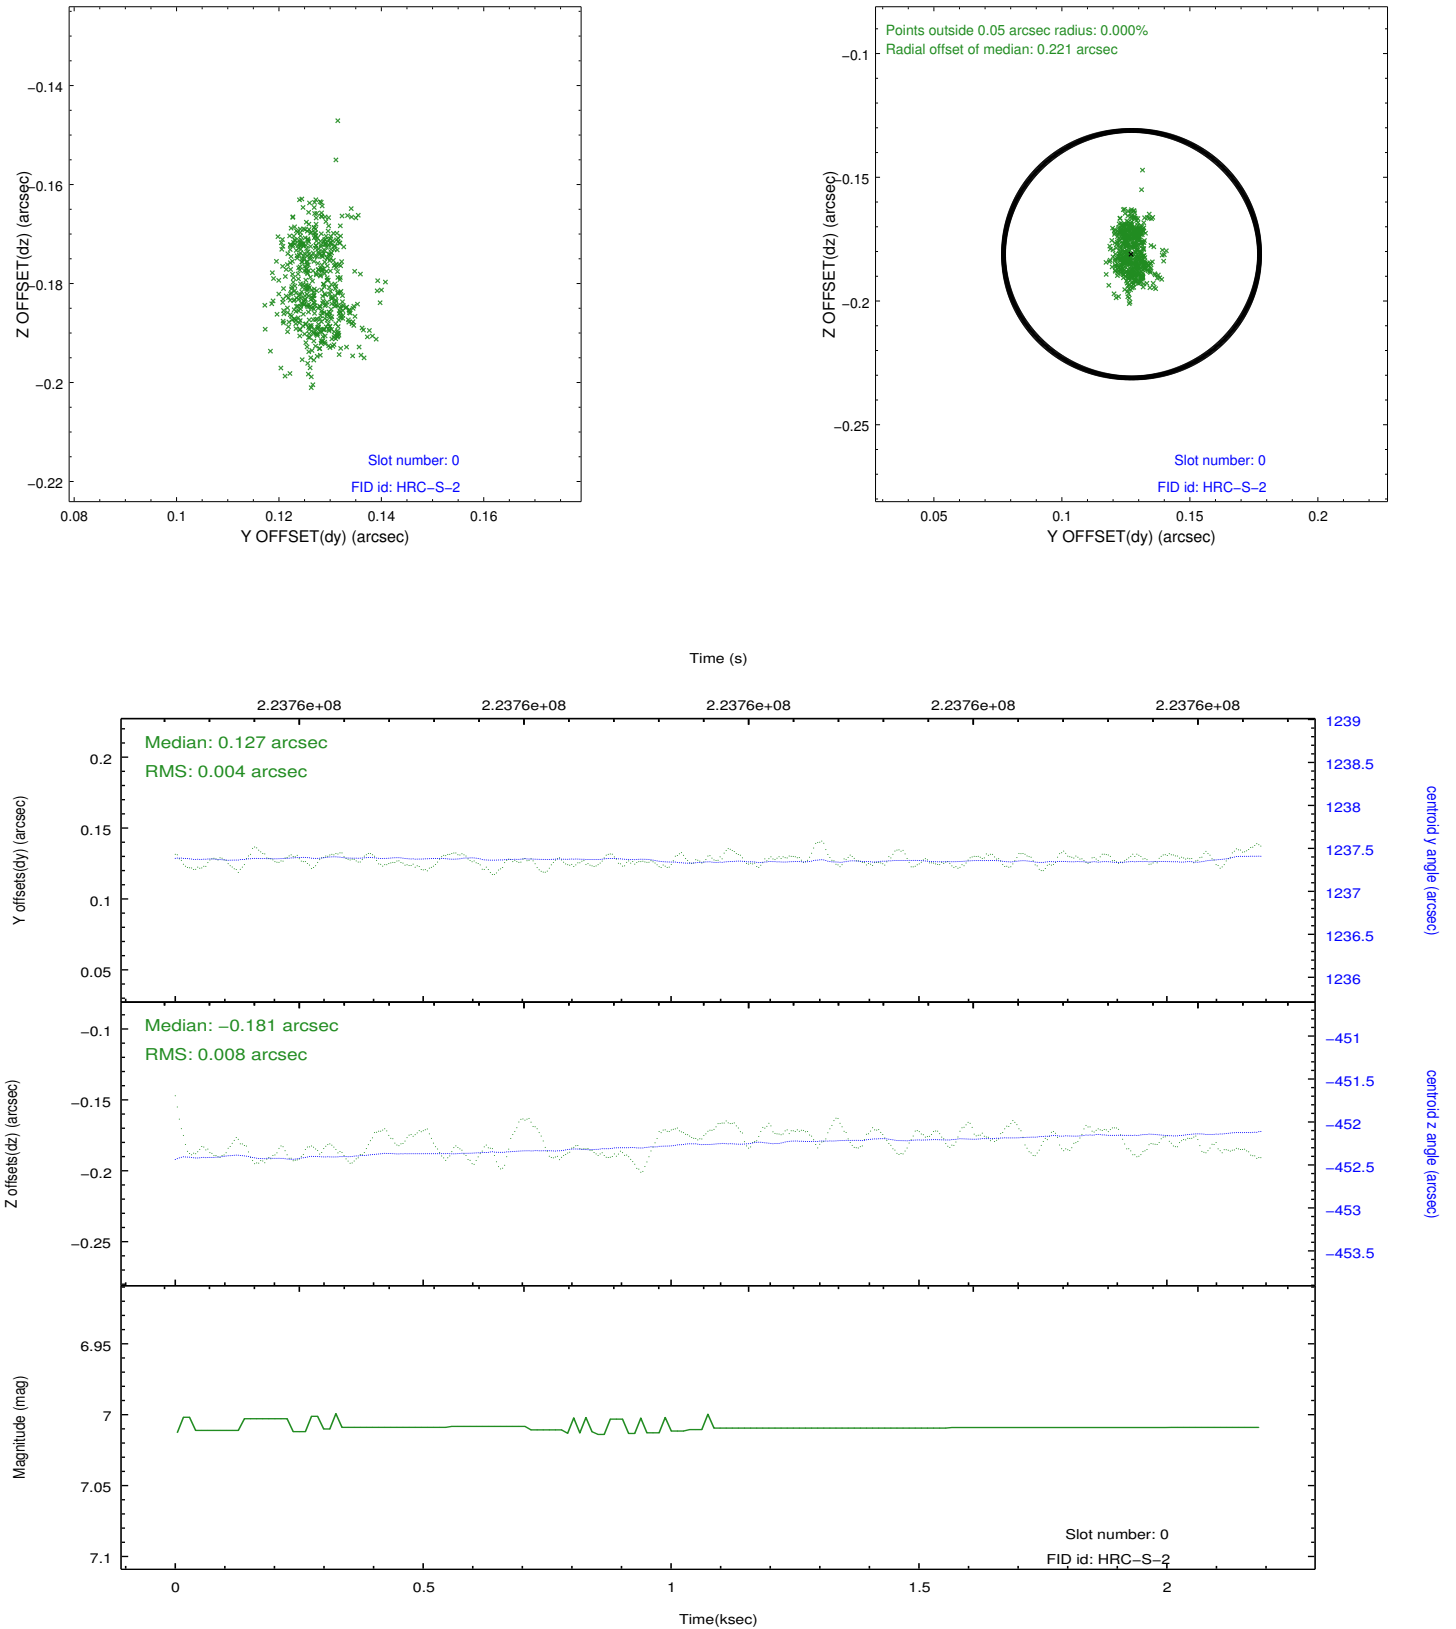 −0.14
−0.16
−0.18
−0.2
−0.22
Z OFFSET(dz) (arcsec)
Slot number: 0
FID id: HRC−S−2
0.08
0.1
0.12
0.14
0.16
Y OFFSET(dy) (arcsec)
Points outside 0.05 arcsec radius: 0.000%
Radial offset of median: 0.221 arcsec
−0.1
−0.15
−0.2
−0.25
Z OFFSET(dz) (arcsec)
Slot number: 0
FID id: HRC−S−2
0.05
0.1
0.15
0.2
Y OFFSET(dy) (arcsec)
Time (s)
2.2376e+08
2.2376e+08
2.2376e+08
2.2376e+08
2.2376e+08
Median: 0.127 arcsec
RMS: 0.004 arcsec
0.2
0.15
0.1
0.05
Y offsets(dy) (arcsec)
1239
1238.5
1238
1237.5
1237
1236.5
1236
centroid y angle (arcsec)
Median: −0.181 arcsec
RMS: 0.008 arcsec
−0.1
−0.15
−0.2
−0.25
Z offsets(dz) (arcsec)
−451
−451.5
−452
−452.5
−453
−453.5
centroid z angle (arcsec)
6.95
7
7.05
7.1
Magnitude (mag)
Slot number: 0
FID id: HRC−S−2
0
0.5
1
1.5
2
Time(ksec)